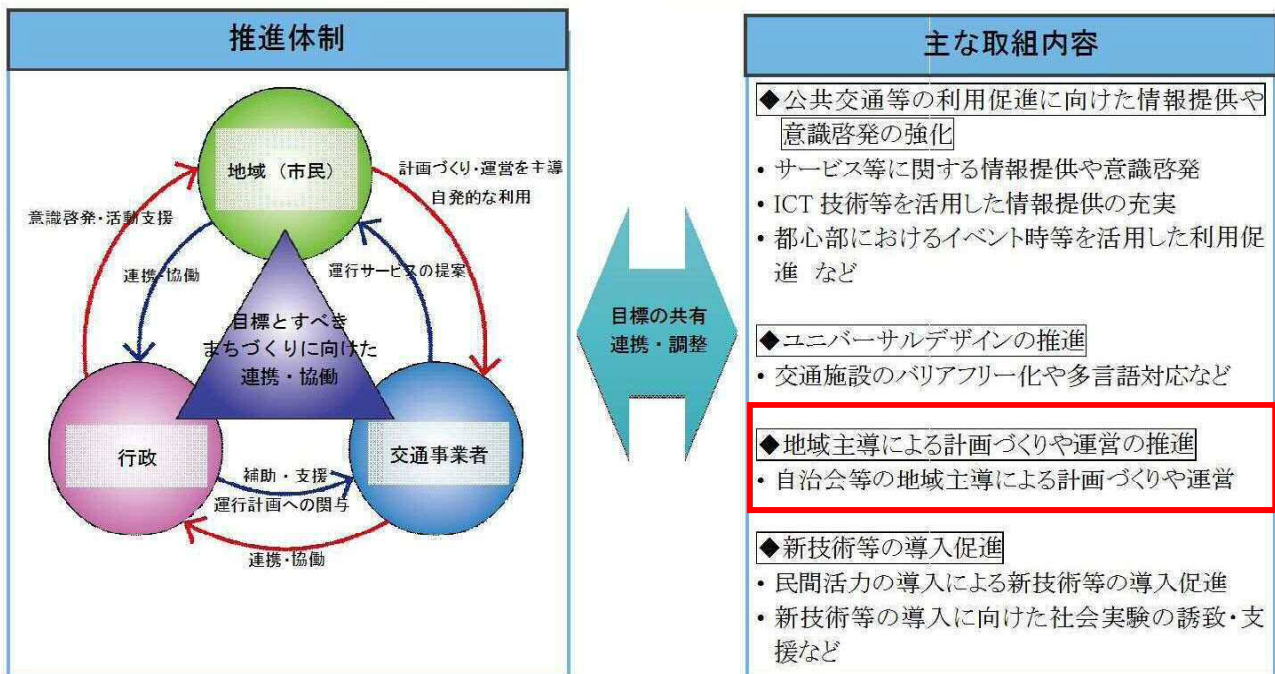 推進体制
地域（市民）
計画づくり・運営を主導
自発的な利用
意識啓発・活動支援
連携・協働
運行サービスの提案
目標とすべき
まちづくりに向けた
連携・協働
行政
交通事業者
補助・支援
運行計画への関与
連携・協働
目標の共有
連携・調整
主な取組内容
◆公共交通等の利用促進に向けた情報提供や
意識啓発の強化
・サービス等に関する情報提供や意識啓発
・ICT 技術等を活用した情報提供の充実
・都心部におけるイベント時等を活用した利用促
進 など
◆ユニバーサルデザインの推進
・交通施設のバリアフリー化や多言語対応など
◆地域主導による計画づくりや運営の推進
・自治会等の地域主導による計画づくりや運営
◆新技術等の導入促進
・民間活力の導入による新技術等の導入促進
・新技術等の導入に向けた社会実験の誘致・支
援など